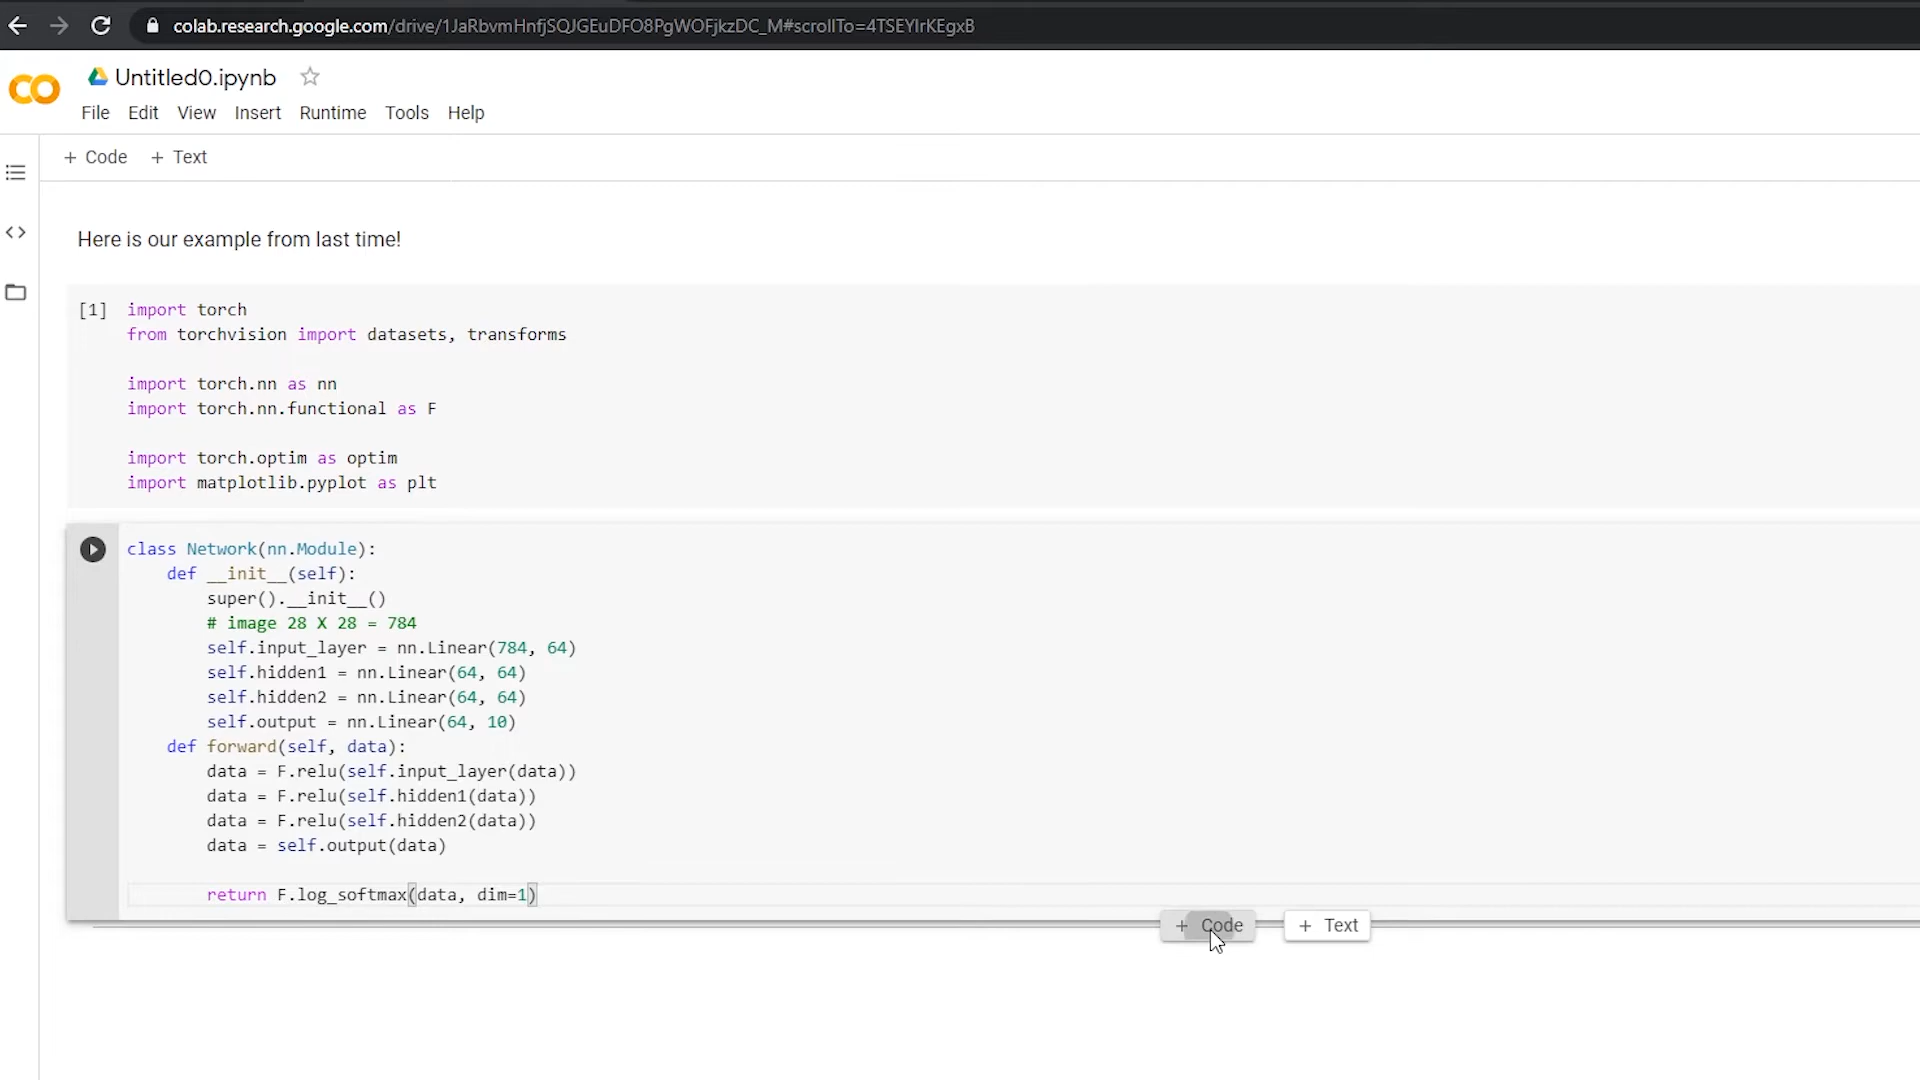 colab.research.google.com/drive/1JaRbvmHnfjSQJGEuDFO8PgWOFjkzDC_M#scrollTo=4TSEYIrKEgxB
CO Untitled0.ipynb
File Edit View Insert Runtime Tools Help
+ Code + Text
Here is our example from last time!
[1] import torch
from torchvision import datasets, transforms
import torch.nn as nn
import torch.nn.functional as F
import torch.optim as optim
import matplotlib.pyplot as plt
class Network(nn.Module):
def __init__(self):
super().__init__()
# image 28 X 28 = 784
self.input_layer = nn.Linear(784, 64)
self.hidden1 = nn.Linear(64, 64)
self.hidden2 = nn.Linear(64, 64)
self.output = nn.Linear(64, 10)
def forward(self, data):
data = F.relu(self.input_layer(data))
data = F.relu(self.hidden1(data))
data = F.relu(self.hidden2(data))
data = self.output(data)
return F.log_softmax(data, dim=1)
+ Code + Text